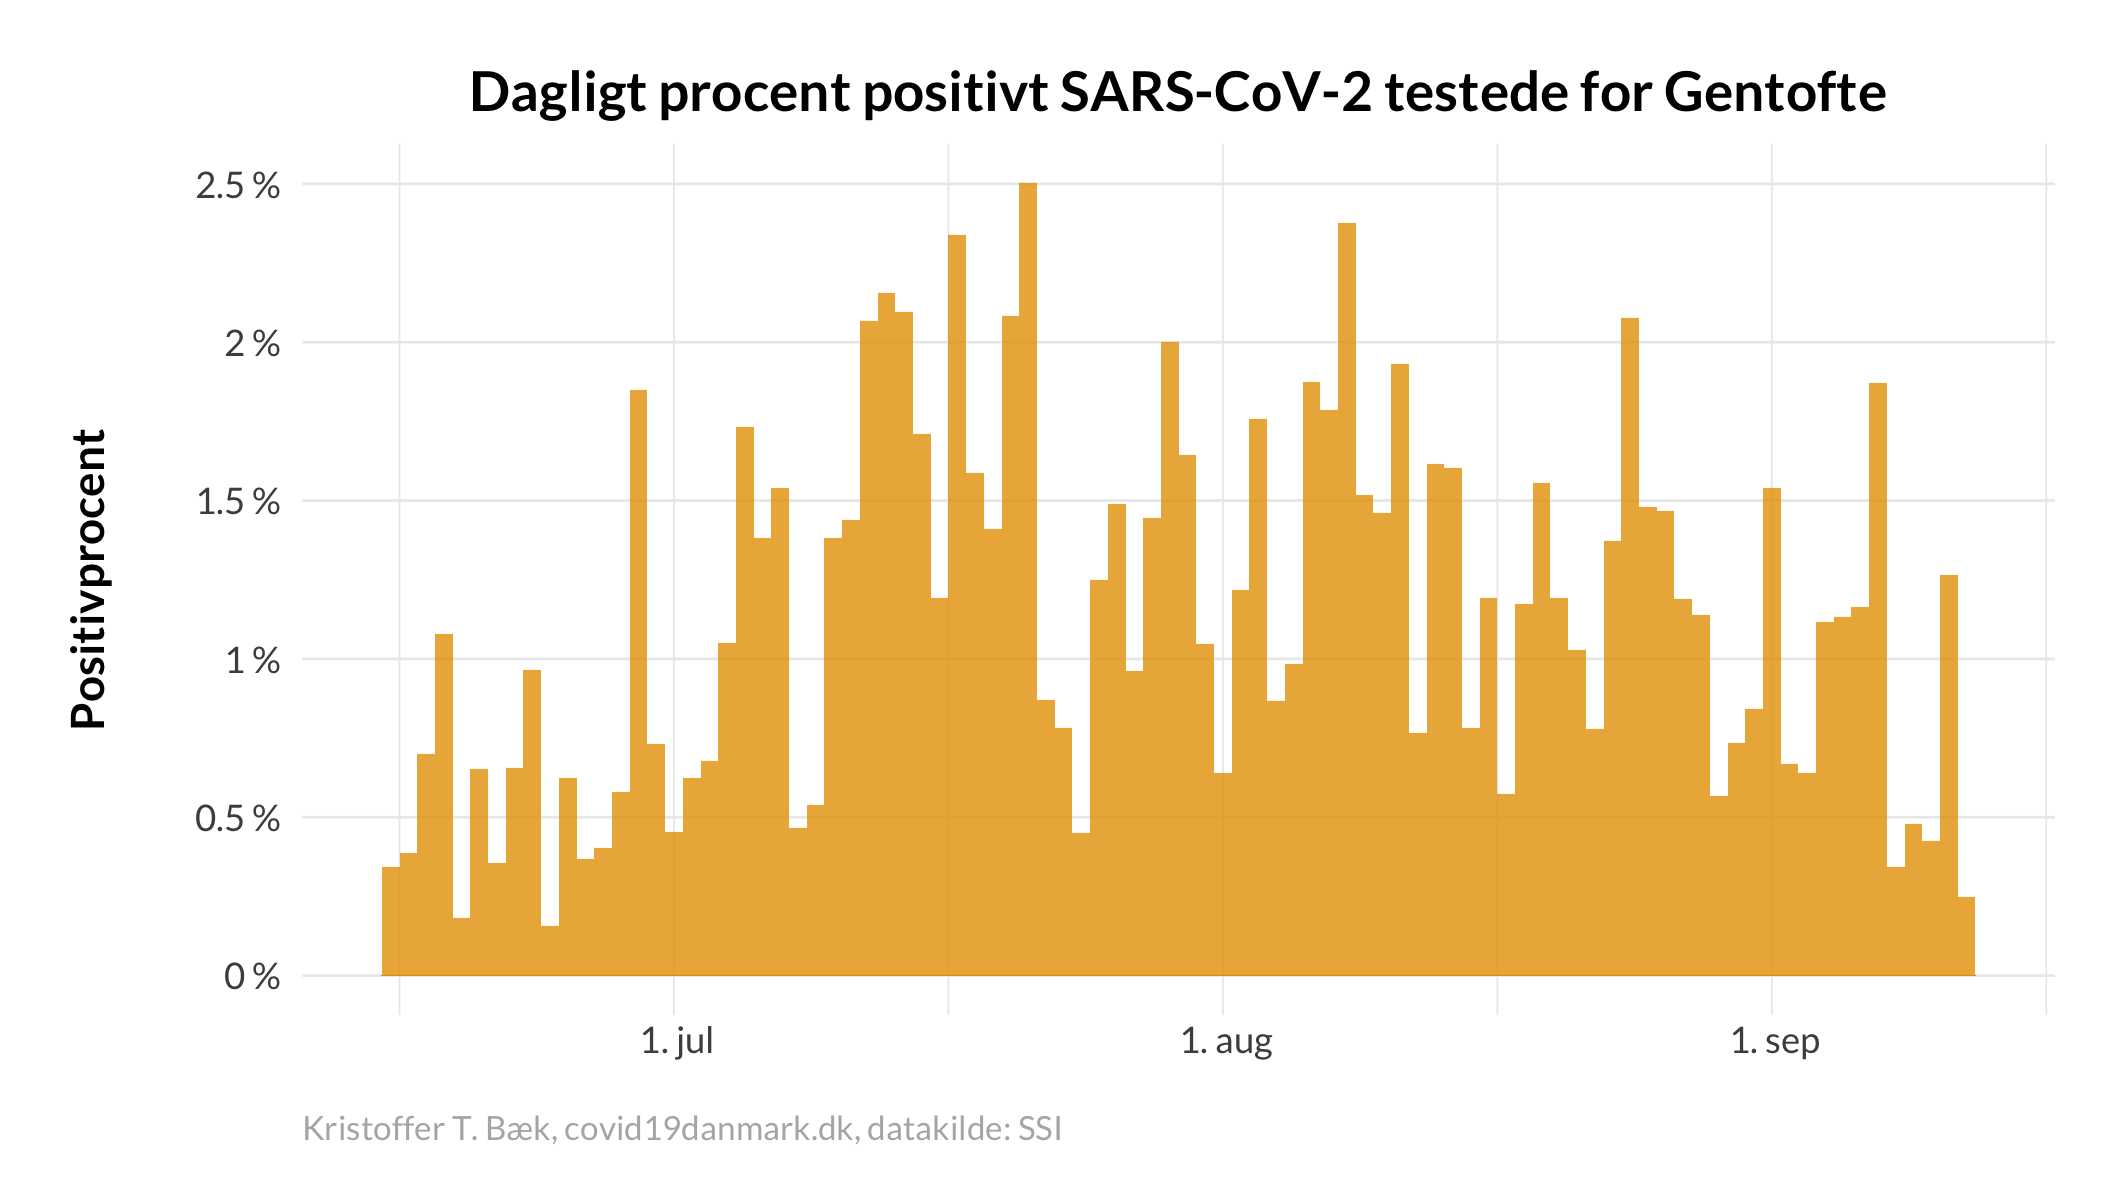 Dagligt procent positivt SARS-CoV-2 testede for Gentofte
Positivprocent
2.5 %
2 %
1.5 %
1 %
0.5 %
0 %
1. jul
1. aug
1. sep
Kristoffer T. Bæk, covid19danmark.dk, datakilde: SSI